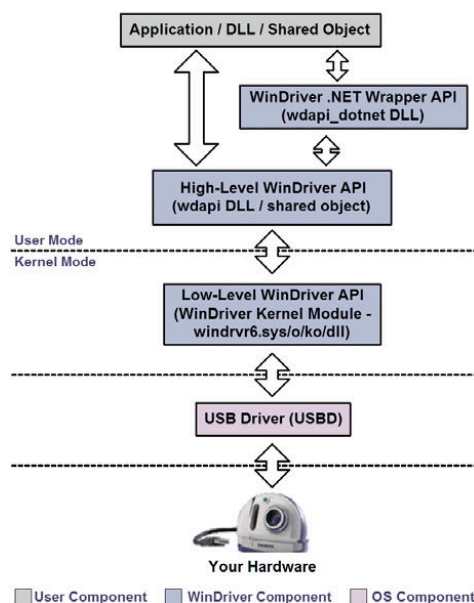 Application / DLL / Shared Object
WinDriver .NET Wrapper API
(wdapi_dotnet DLL)
High-Level WinDriver API
(wdapi DLL / shared object)
User Mode
Kernel Mode
Low-Level WinDriver API
(WinDriver Kernel Module -
windrvr6.sys/o/ko/dll)
USB Driver (USBD)
Your Hardware
User Component
WinDriver Component
OS Component